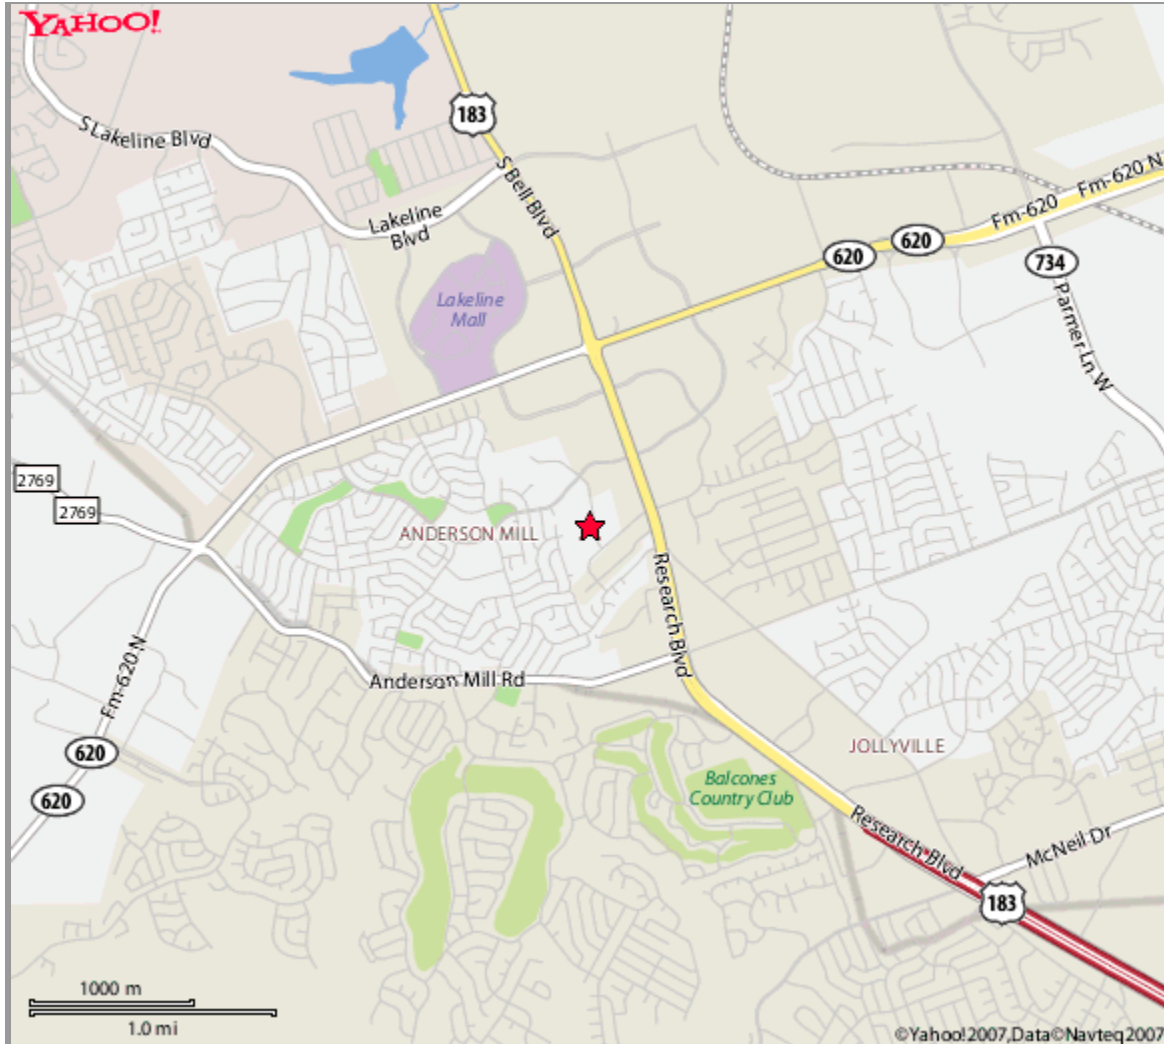 YAHOO!
183
S Lakeline Blvd
S Bell Blvd
Fm-620 N
Fm-620
Lakeline
Blvd
620
620
734
Lakeline
Mall
Parmer Ln W
2769
2769
ANDERSON MILL
Research Blvd
Fm-620 N
Anderson Mill Rd
620
JOLLYVILLE
Balcones
Country Club
620
Research Blvd
McNeil Dr
183
1000 m
1.0 mi
©Yahoo!2007,Data©Navteq2007